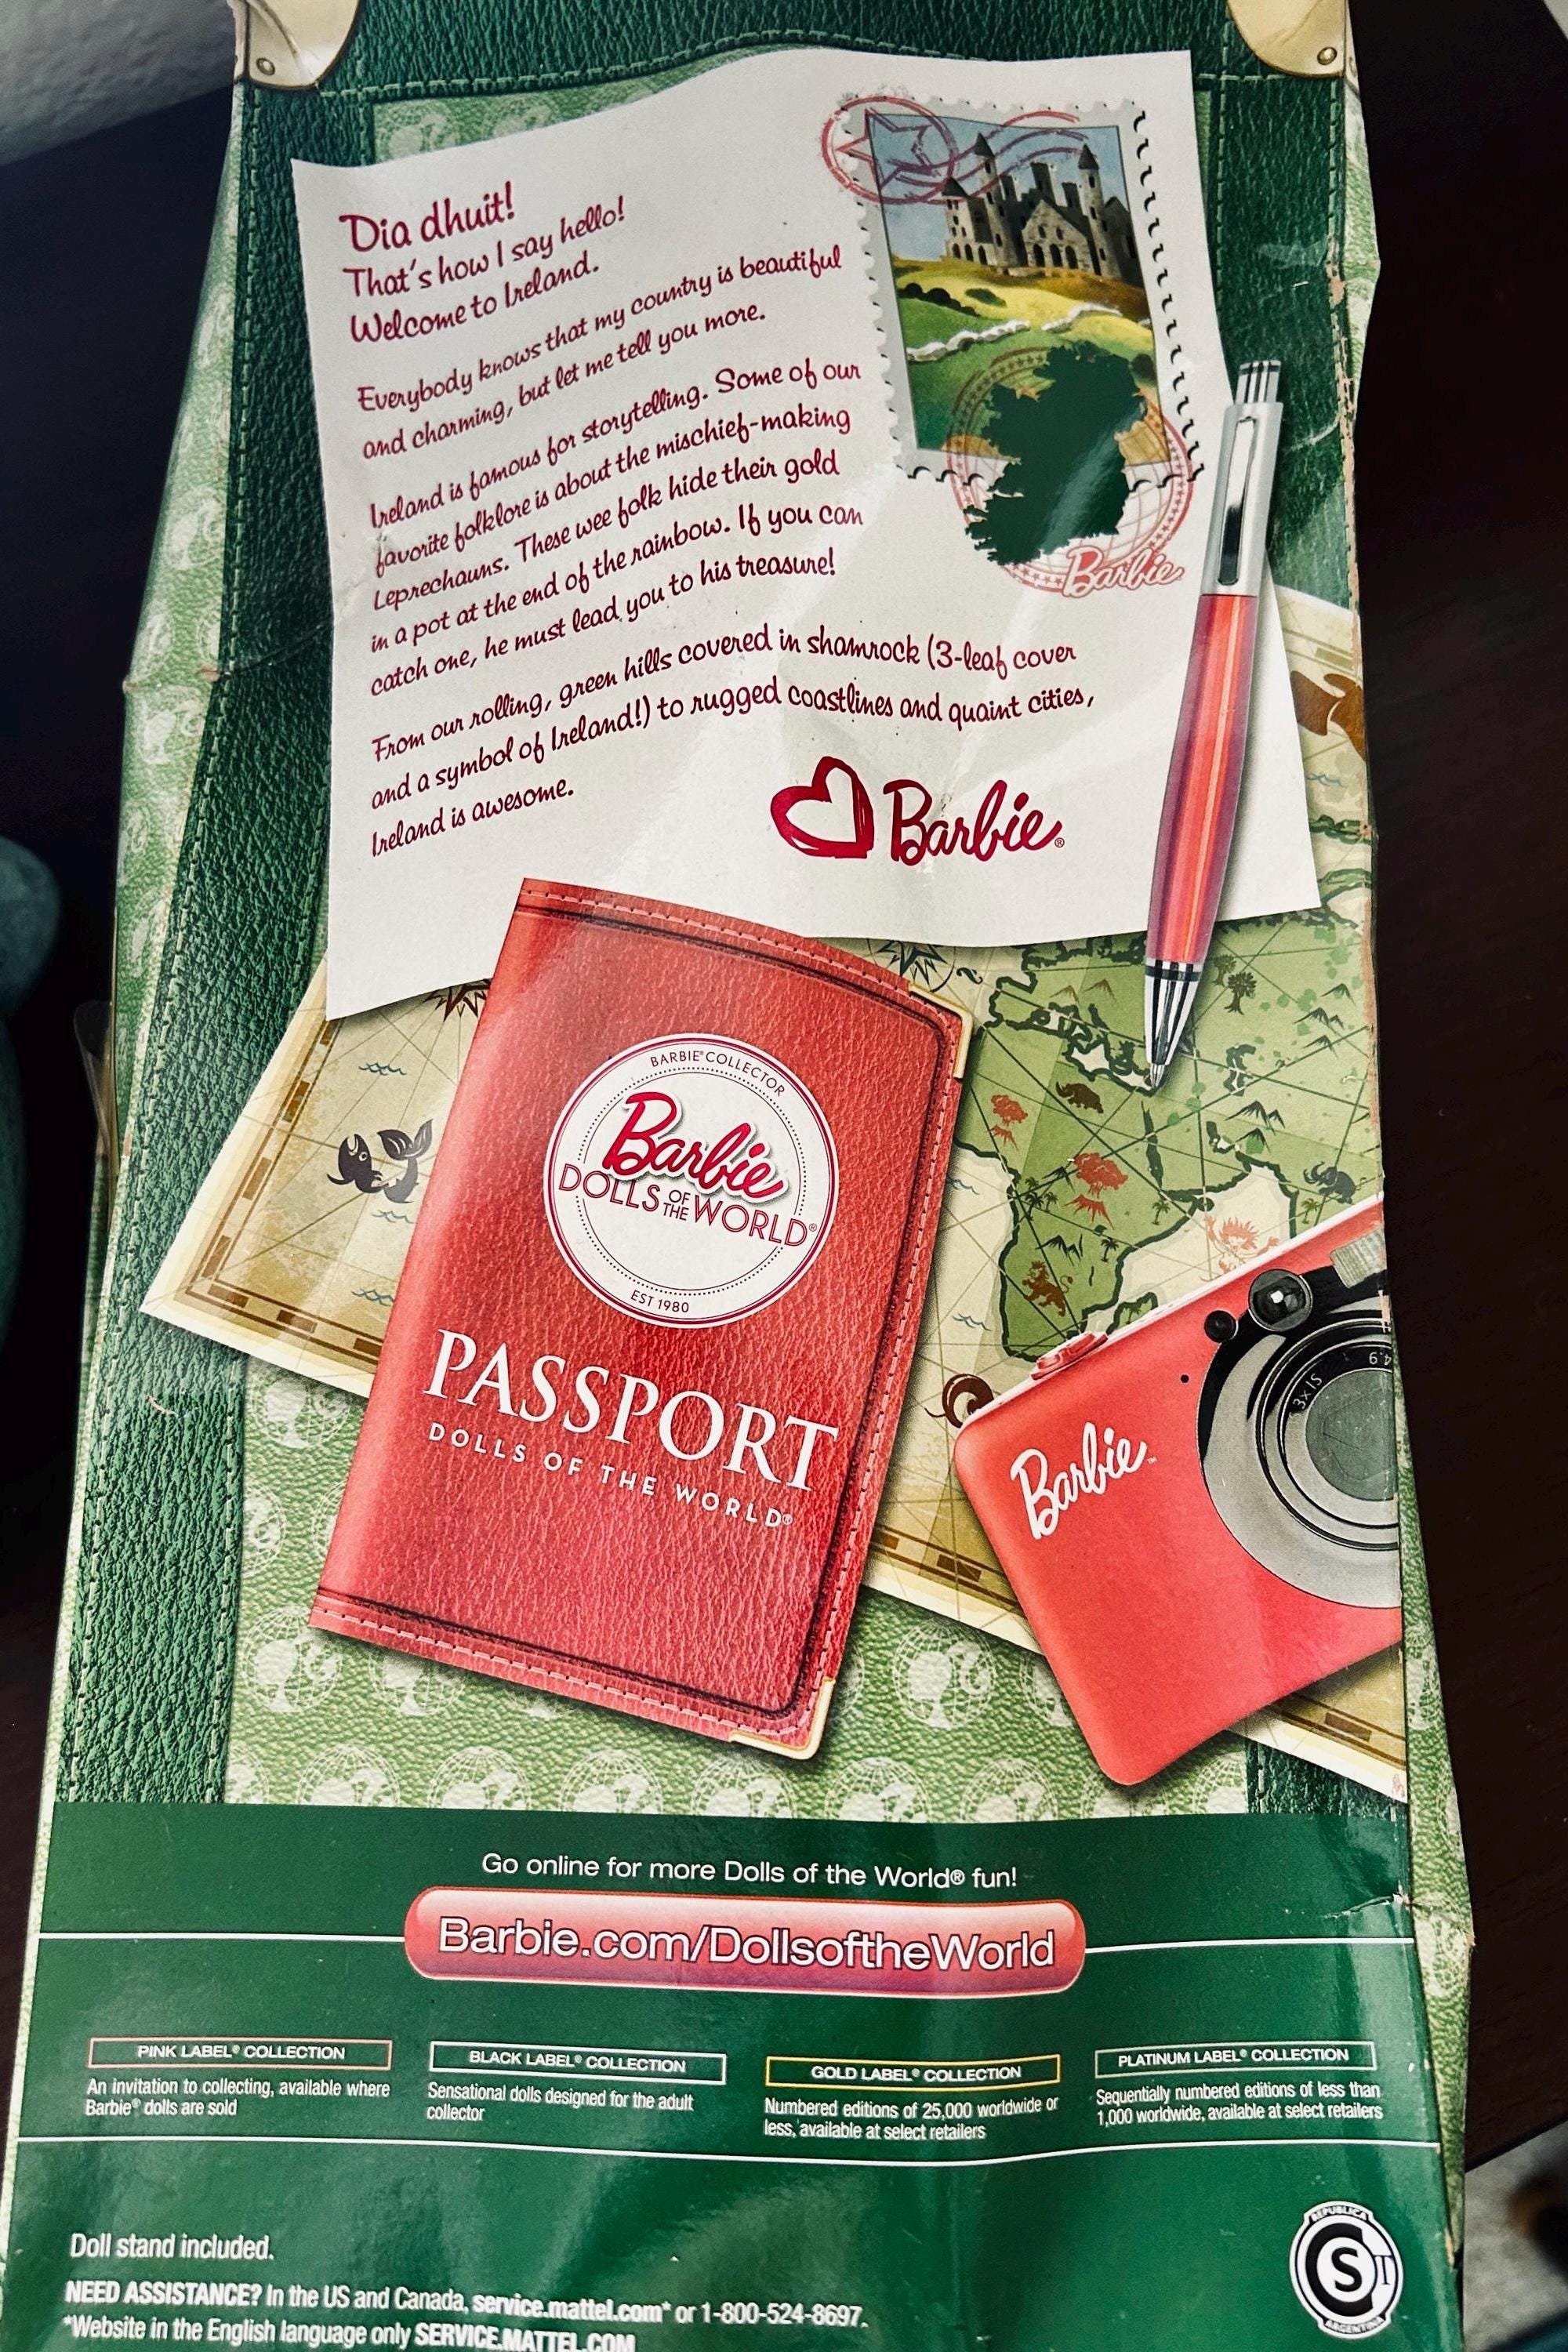 Dia dhuit!
That's how I say hello!
Welcome to Ireland.
Everybody knows that my country is beautiful
and charming, but let me tell you more.
Ireland is famous for storytelling. Some of our
favorite folklore is about the mischief-making
Leprechauns. These wee folk hide their gold
in a pot at the end of the rainbow. If you can
catch one, he must lead you to his treasure!
From our rolling, green hills covered in shamrock (3-leaf cover
and a symbol of Ireland!) to rugged coastlines and quaint cities,
Ireland is awesome.
Barbie
Barbie®
BARBIE® COLLECTOR
Barbie
DOLLS OF THE WORLD®
EST 1980
PASSPORT
DOLLS OF THE WORLD®
3X IS
4.9
Barbie™
Go online for more Dolls of the World® fun!
Barbie.com/DollsoftheWorld
PINK LABEL® COLLECTION
An invitation to collecting, available where
Barbie® dolls are sold
BLACK LABEL® COLLECTION
Sensational dolls designed for the adult
collector
GOLD LABEL® COLLECTION
Numbered editions of 25,000 worldwide or
less, available at select retailers
PLATINUM LABEL® COLLECTION
Sequentially numbered editions of less than
1,000 worldwide, available at select retailers
Doll stand included.
NEED ASSISTANCE? In the US and Canada, service.mattel.com* or 1-800-524-8697.
*Website in the English language only SERVICE.MATTEL.COM
REPUBLICA
CS
ARGENTINA